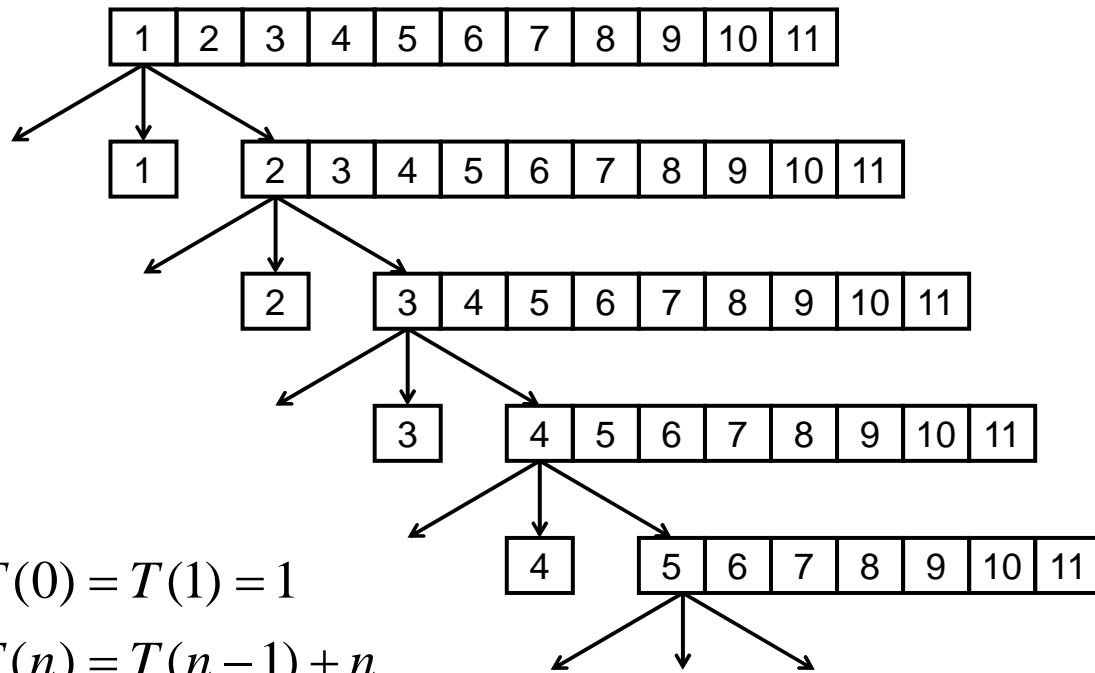 1 2 3 4 5 6 7 8 9 10 11
1 2 3 4 5 6 7 8 9 10 11
2 3 4 5 6 7 8 9 10 11
3 4 5 6 7 8 9 10 11
4 5 6 7 8 9 10 11
T(0) = T(1) = 1
T(n) = T(n − 1) + n